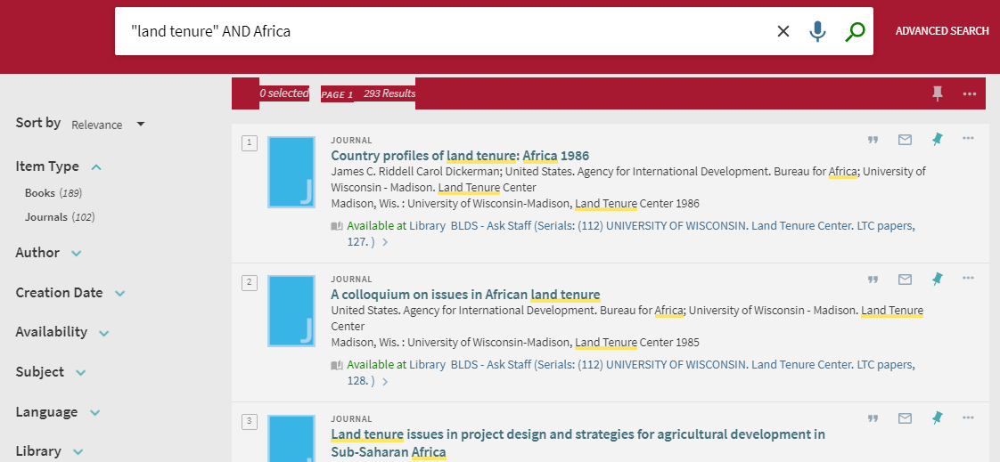 "land tenure" AND Africa
ADVANCED SEARCH
0 selected PAGE 1 293 Results
Sort by Relevance
Item Type
Books (189)
Journals (102)
Author
Creation Date
Availability
Subject
Language
Library
1
J
JOURNAL
Country profiles of land tenure: Africa 1986
James C. Riddell Carol Dickerman; United States. Agency for International Development. Bureau for Africa; University of
Wisconsin - Madison. Land Tenure Center
Madison, Wis. : University of Wisconsin-Madison, Land Tenure Center 1986
Available at Library BLDS - Ask Staff (Serials: (112) UNIVERSITY OF WISCONSIN. Land Tenure Center. LTC papers,
127. )
2
J
JOURNAL
A colloquium on issues in African land tenure
United States. Agency for International Development. Bureau for Africa; University of Wisconsin - Madison. Land Tenure
Center
Madison, Wis. : University of Wisconsin-Madison, Land Tenure Center 1985
Available at Library BLDS - Ask Staff (Serials: (112) UNIVERSITY OF WISCONSIN. Land Tenure Center. LTC papers,
128. )
3
JOURNAL
Land tenure issues in project design and strategies for agricultural development in
Sub-Saharan Africa